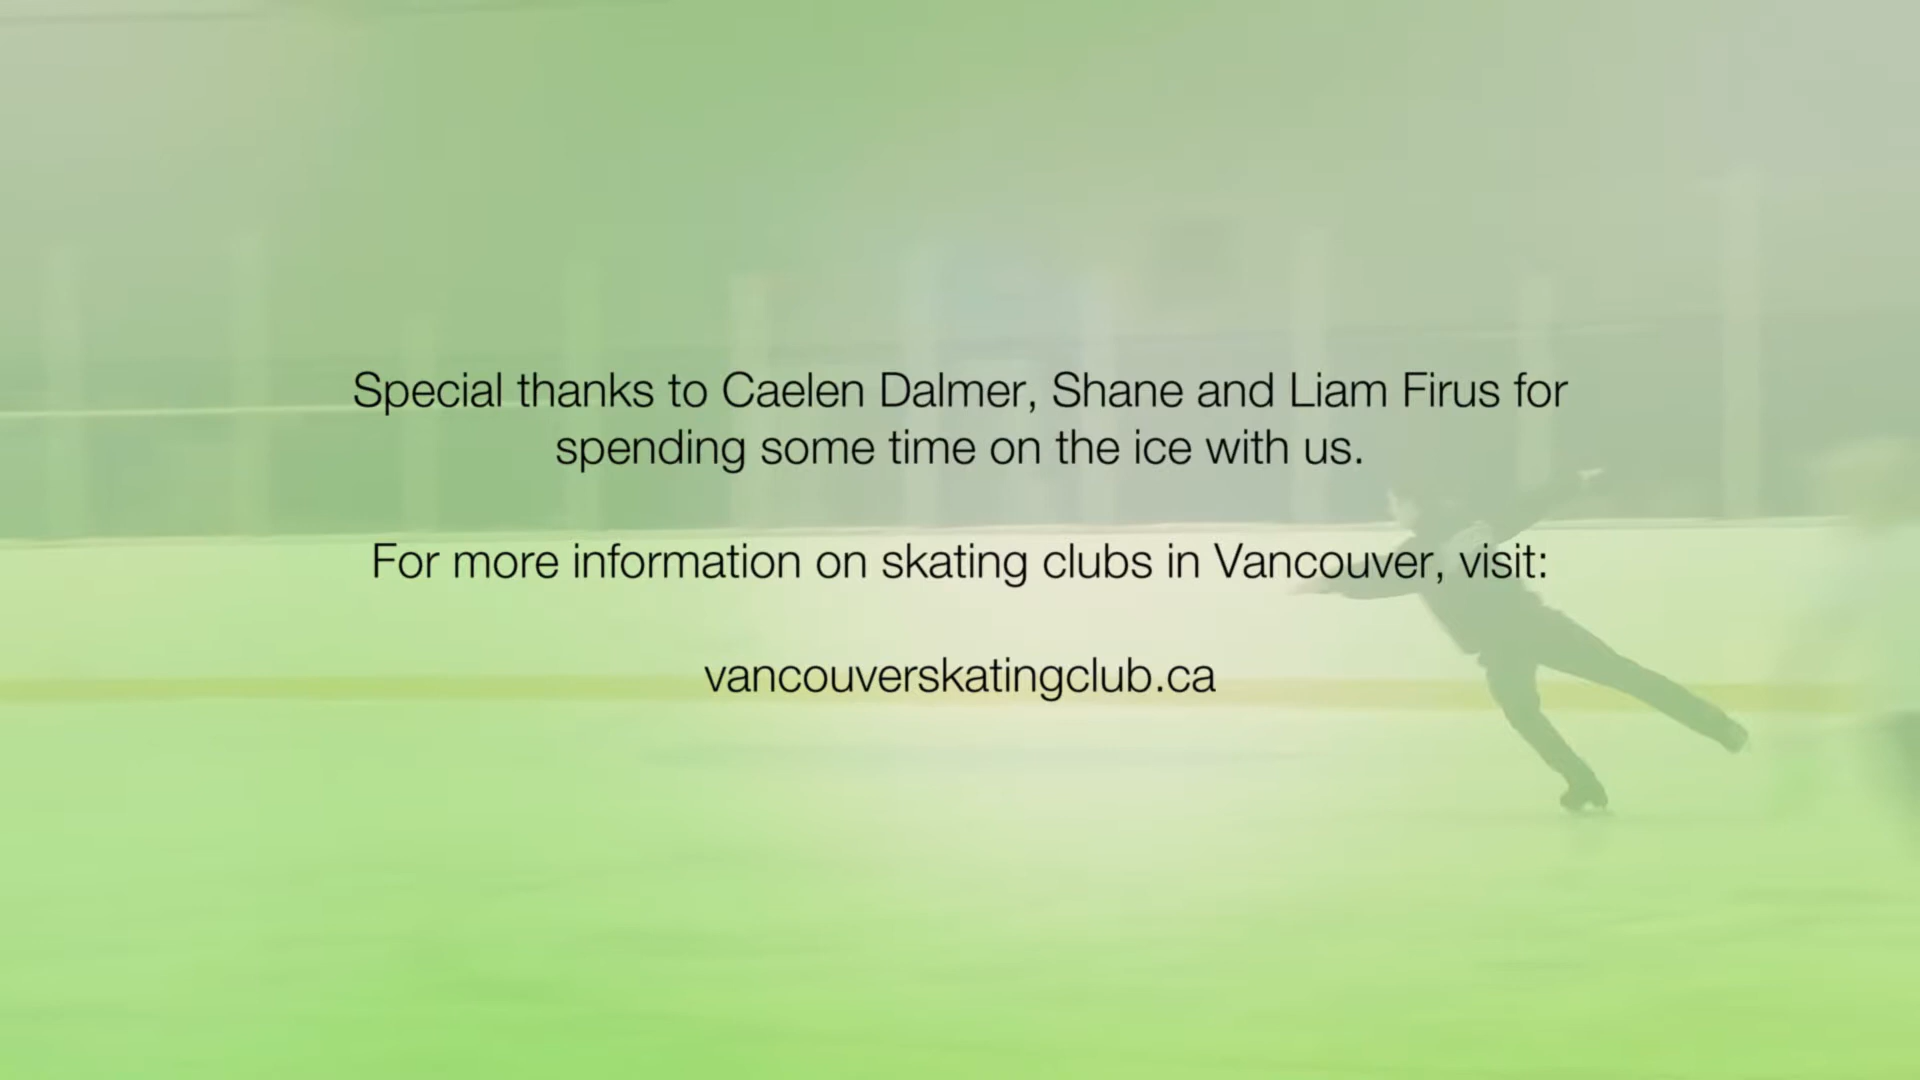 Special thanks to Caelen Dalmer, Shane and Liam Firus for
spending some time on the ice with us.
For more information on skating clubs in Vancouver, visit:
vancouverskatingclub.ca